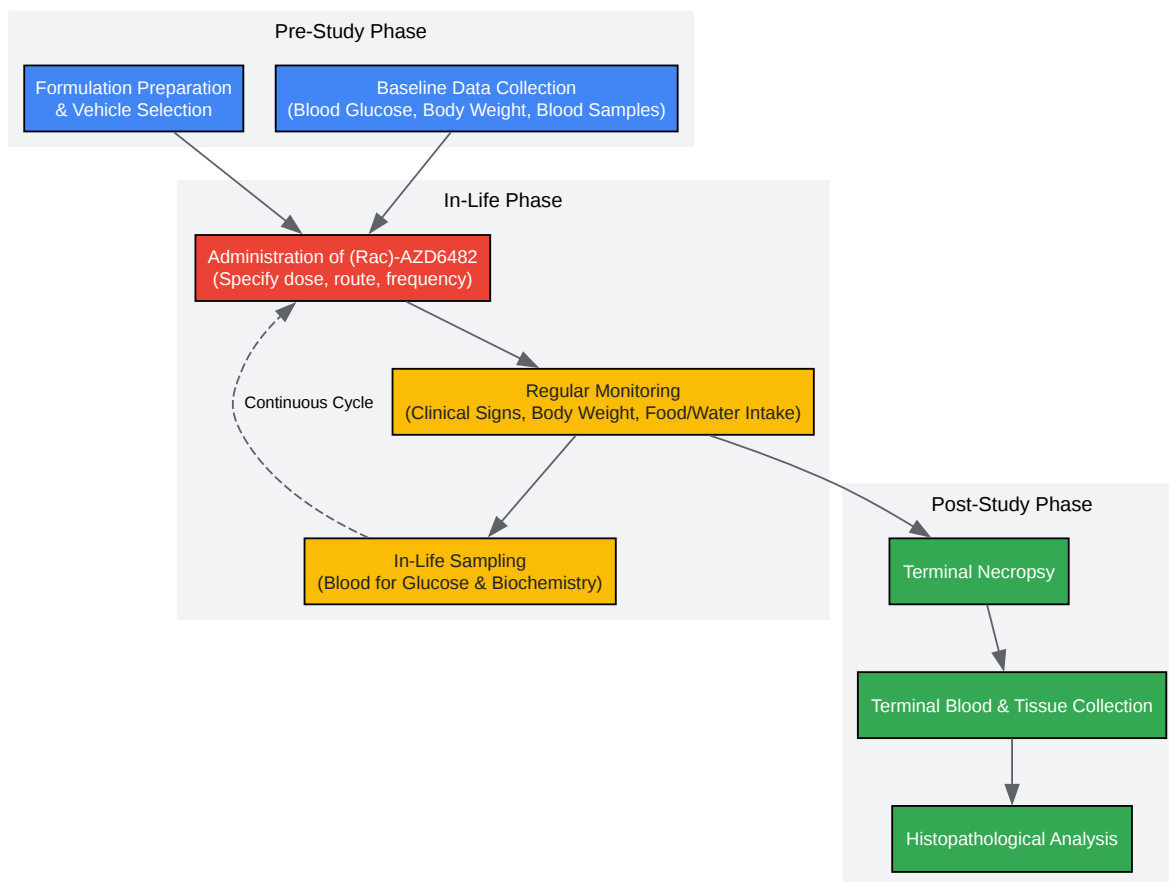 Pre-Study Phase
Formulation Preparation
& Vehicle Selection
Baseline Data Collection
(Blood Glucose, Body Weight, Blood Samples)
In-Life Phase
Administration of (Rac)-AZD6482
(Specify dose, route, frequency)
Regular Monitoring
(Clinical Signs, Body Weight, Food/Water Intake)
Continuous Cycle
In-Life Sampling
(Blood for Glucose & Biochemistry)
Post-Study Phase
Terminal Necropsy
Terminal Blood & Tissue Collection
Histopathological Analysis